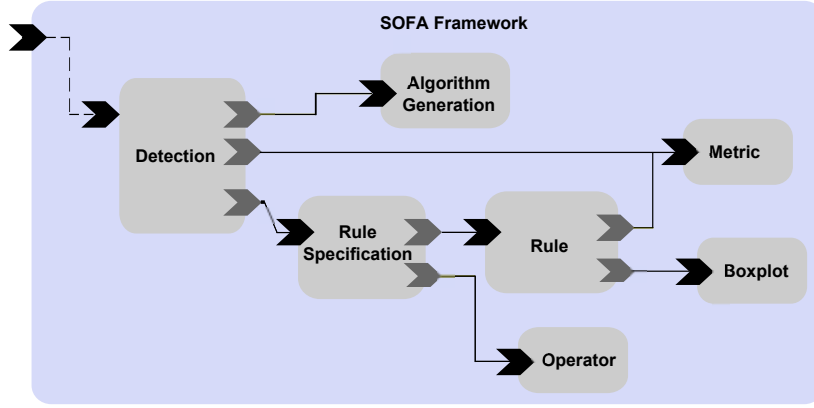 SOFA Framework
Algorithm
Generation
Detection
Metric
Rule
Specification
Rule
Boxplot
Operator